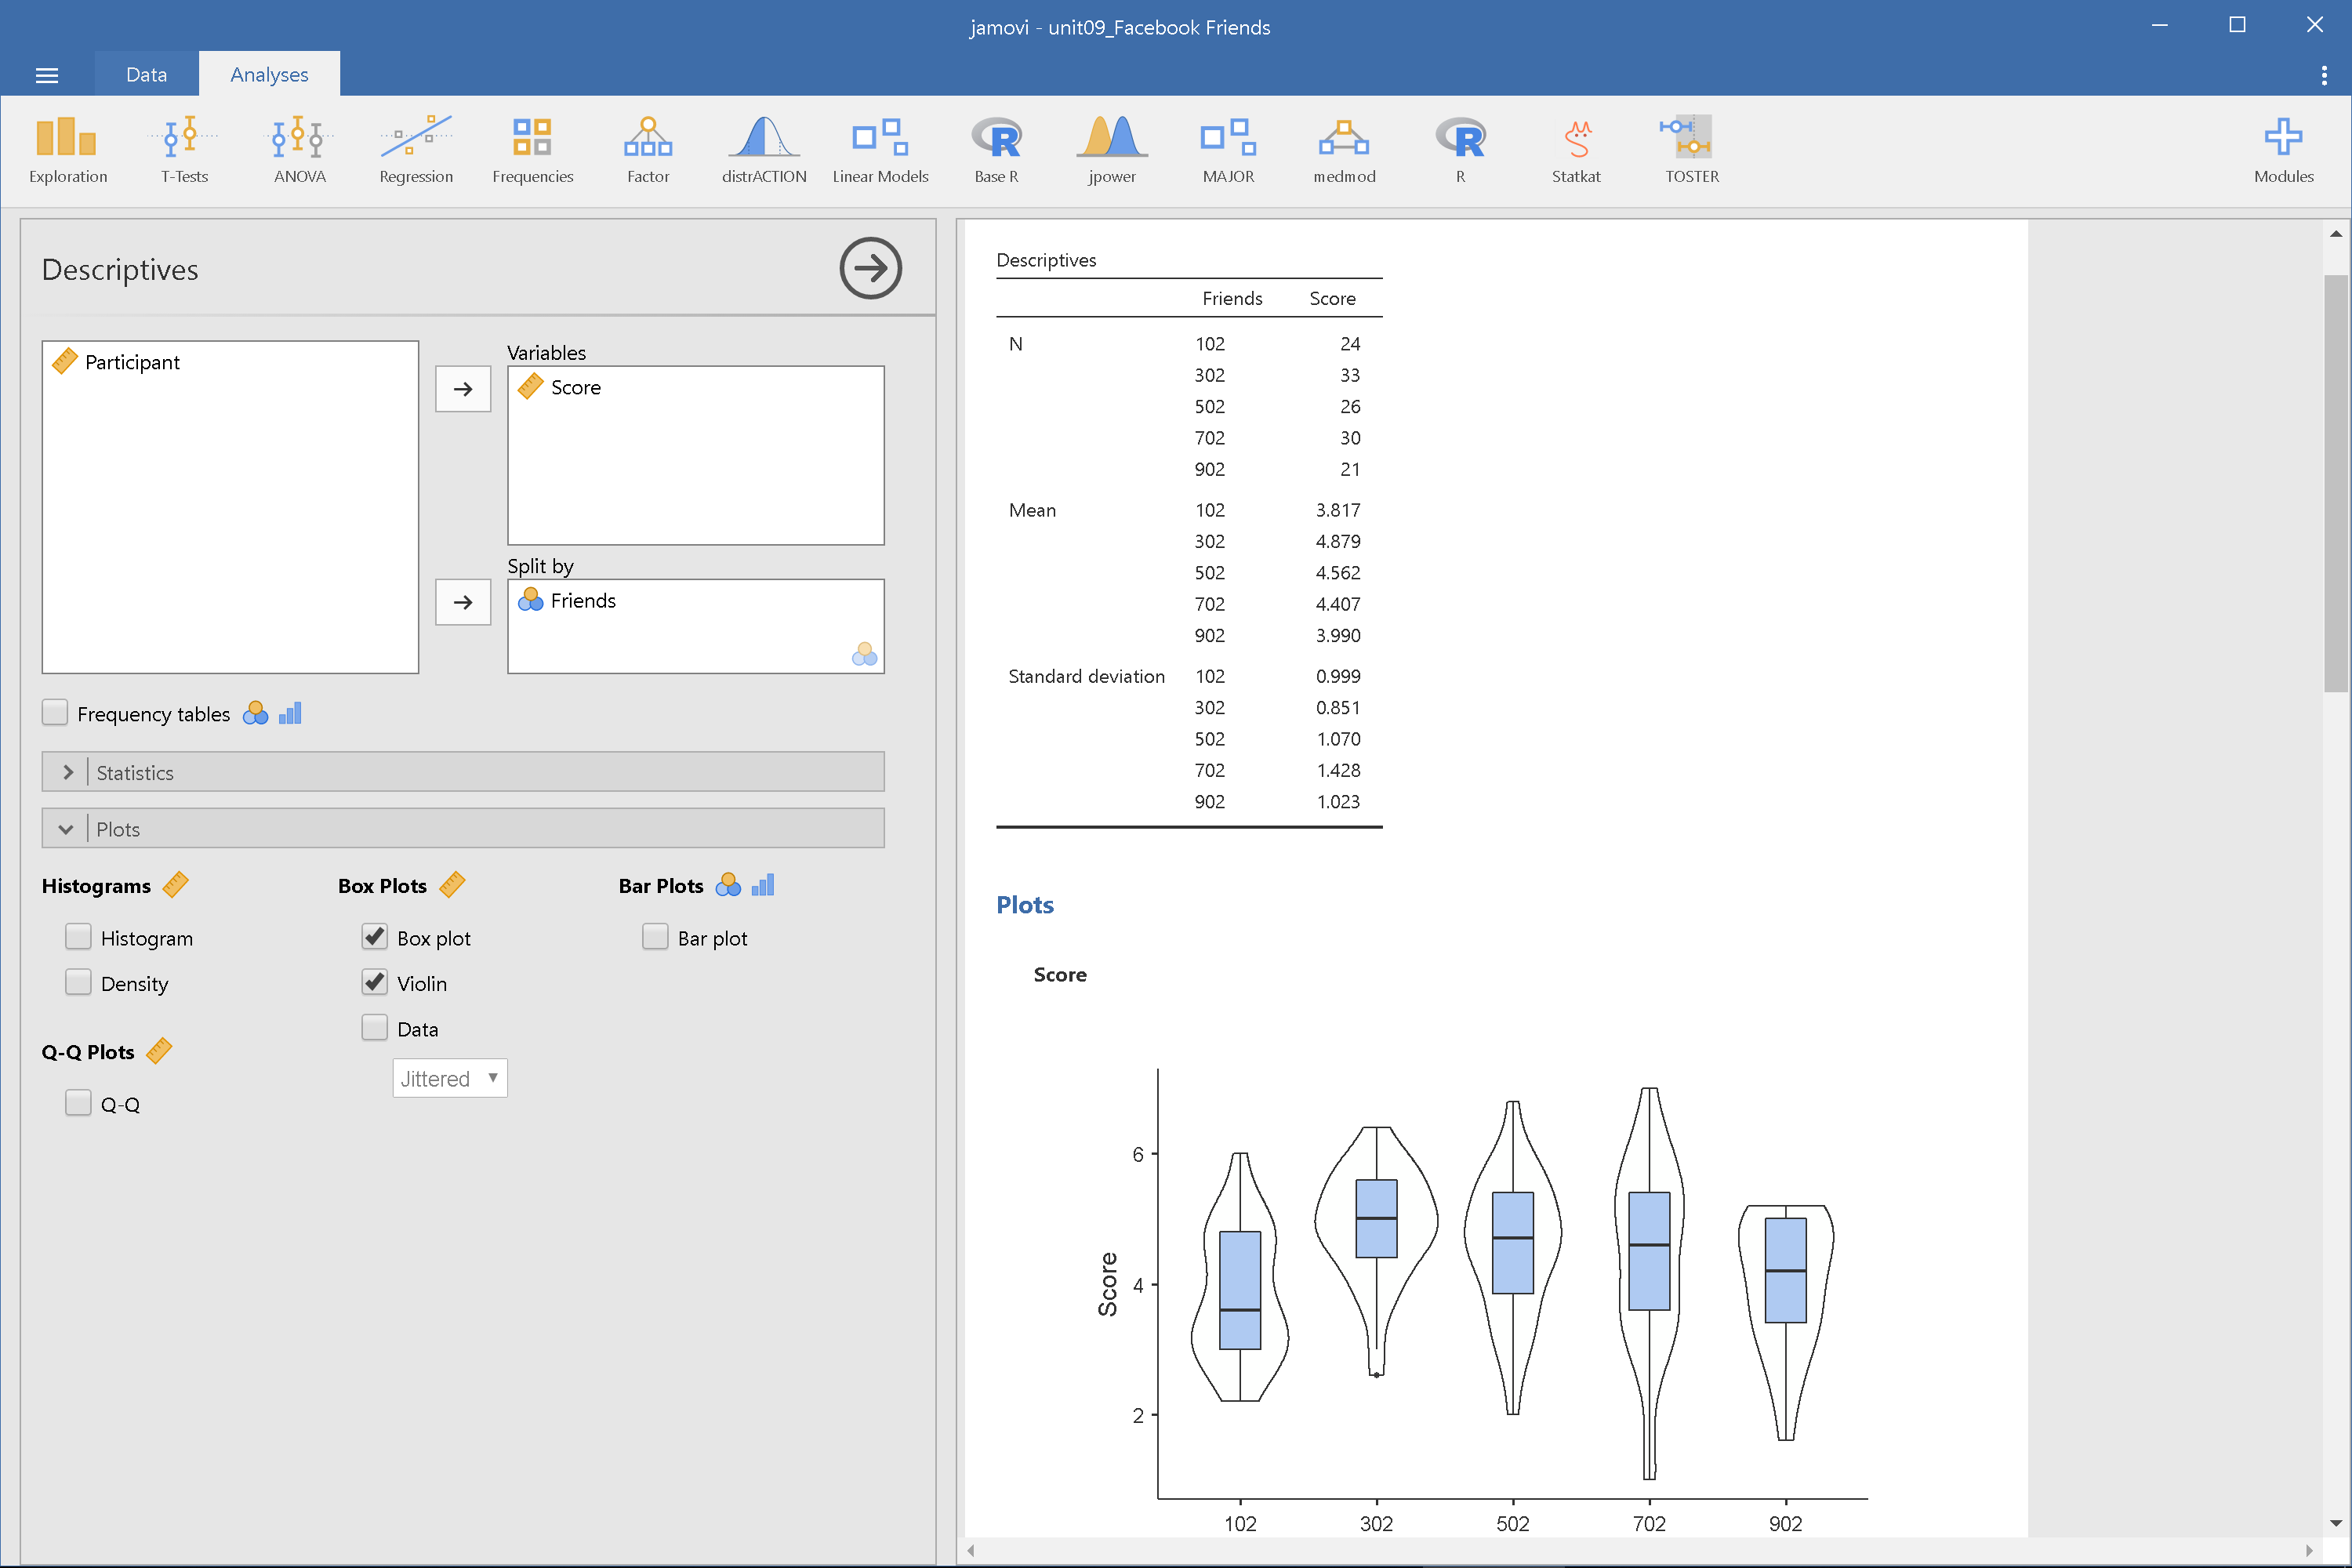 jamovi - unit09_Facebook Friends
Data Analyses
Exploration T-Tests ANOVA Regression Frequencies Factor distrACTION Linear Models Base R jpower MAJOR medmod R Statkat TOSTER Modules
Descriptives
Participant
Variables
Score
Split by
Friends
Frequency tables
Statistics
Plots
Histograms Box Plots Bar Plots
Histogram Box plot Bar plot
Density Violin
Data
Q-Q Plots
Jittered
Q-Q
Descriptives
Friends Score
N 102 24
302 33
502 26
702 30
902 21
Mean 102 3.817
302 4.879
502 4.562
702 4.407
902 3.990
Standard deviation 102 0.999
302 0.851
502 1.070
702 1.428
902 1.023
Plots
Score
6
4
2
Score
102 302 502 702 902